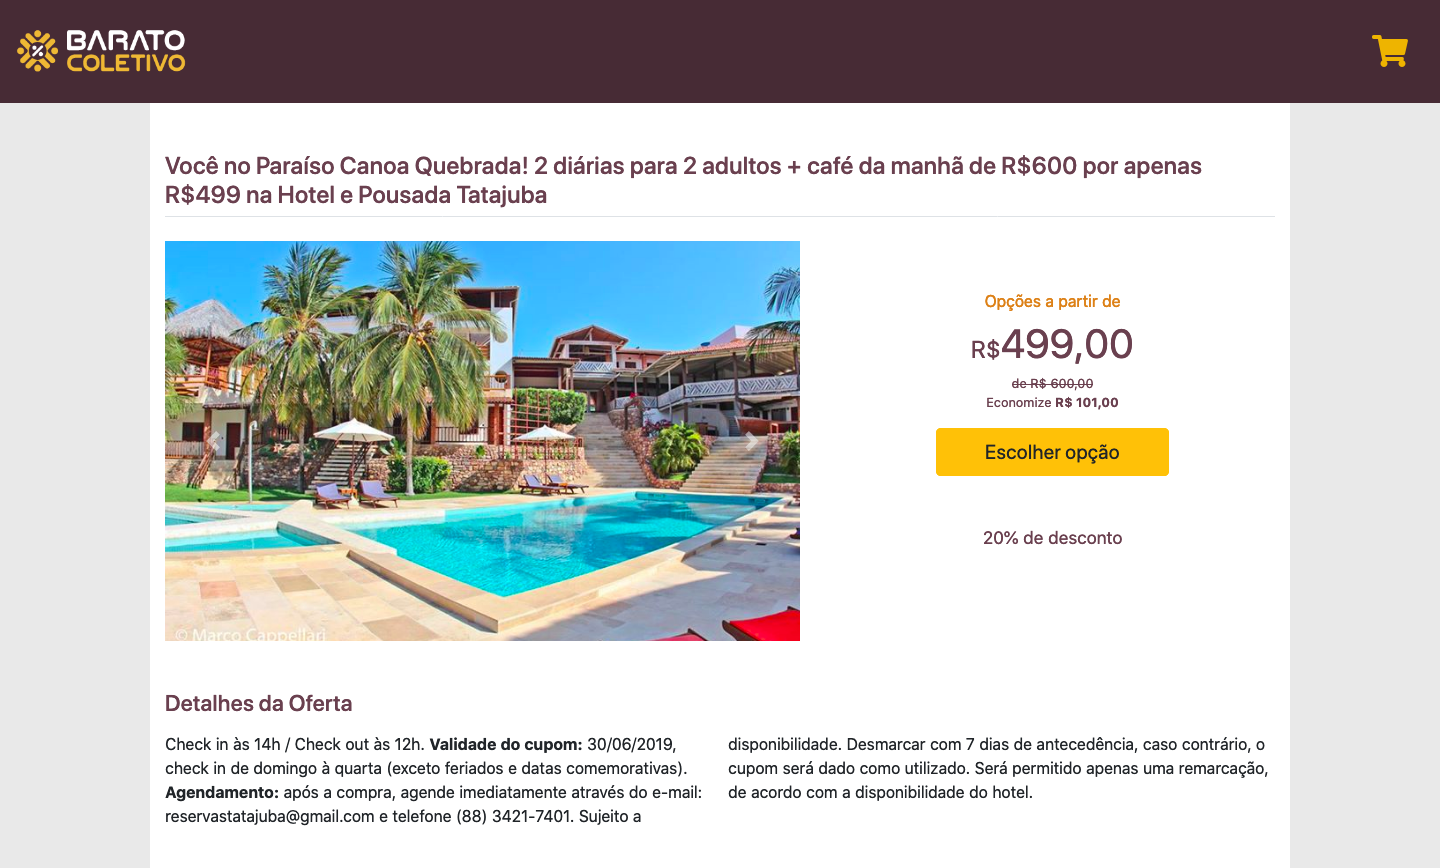 BARATO
COLETIVO
Você no Paraíso Canoa Quebrada! 2 diárias para 2 adultos + café da manhã de R$600 por apenas
R$499 na Hotel e Pousada Tatajuba
© Marco Cappellari
Opções a partir de
R$499,00
de R$ 600,00
Economize R$ 101,00
Escolher opção
20% de desconto
Detalhes da Oferta
Check in às 14h / Check out às 12h. Validade do cupom: 30/06/2019,
check in de domingo à quarta (exceto feriados e datas comemorativas).
Agendamento: após a compra, agende imediatamente através do e-mail:
reservastatajuba@gmail.com e telefone (88) 3421-7401. Sujeito a
disponibilidade. Desmarcar com 7 dias de antecedência, caso contrário, o
cupom será dado como utilizado. Será permitido apenas uma remarcação,
de acordo com a disponibilidade do hotel.